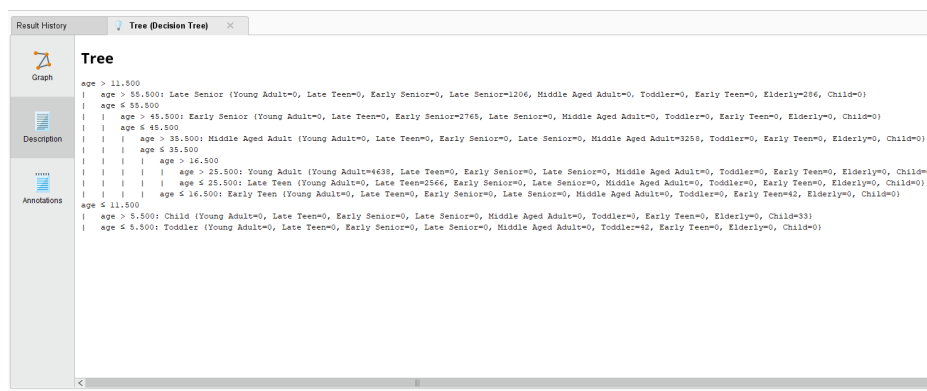 Result History
Tree (Decision Tree)
Graph
Description
Annotations
Tree
age > 11.500
|   age > 55.500: Late Senior {Young Adult=0, Late Teen=0, Early Senior=0, Late Senior=1206, Middle Aged Adult=0, Toddler=0, Early Teen=0, Elderly=286, Child=0}
|   age ≤ 55.500
|   |   age > 45.500: Early Senior {Young Adult=0, Late Teen=0, Early Senior=2765, Late Senior=0, Middle Aged Adult=0, Toddler=0, Early Teen=0, Elderly=0, Child=0}
|   |   age ≤ 45.500
|   |   |   age > 35.500: Middle Aged Adult {Young Adult=0, Late Teen=0, Early Senior=0, Late Senior=0, Middle Aged Adult=3258, Toddler=0, Early Teen=0, Elderly=0, Child=0}
|   |   |   age ≤ 35.500
|   |   |   |   age > 16.500
|   |   |   |   |   age > 25.500: Young Adult {Young Adult=4638, Late Teen=0, Early Senior=0, Late Senior=0, Middle Aged Adult=0, Toddler=0, Early Teen=0, Elderly=0, Child=
|   |   |   |   |   age ≤ 25.500: Late Teen {Young Adult=0, Late Teen=2566, Early Senior=0, Late Senior=0, Middle Aged Adult=0, Toddler=0, Early Teen=0, Elderly=0, Child=0}
|   |   |   |   age ≤ 16.500: Early Teen {Young Adult=0, Late Teen=0, Early Senior=0, Late Senior=0, Middle Aged Adult=0, Toddler=0, Early Teen=42, Elderly=0, Child=0}
age ≤ 11.500
|   age > 5.500: Child {Young Adult=0, Late Teen=0, Early Senior=0, Late Senior=0, Middle Aged Adult=0, Toddler=0, Early Teen=0, Elderly=0, Child=33}
|   age ≤ 5.500: Toddler {Young Adult=0, Late Teen=0, Early Senior=0, Late Senior=0, Middle Aged Adult=0, Toddler=42, Early Teen=0, Elderly=0, Child=0}